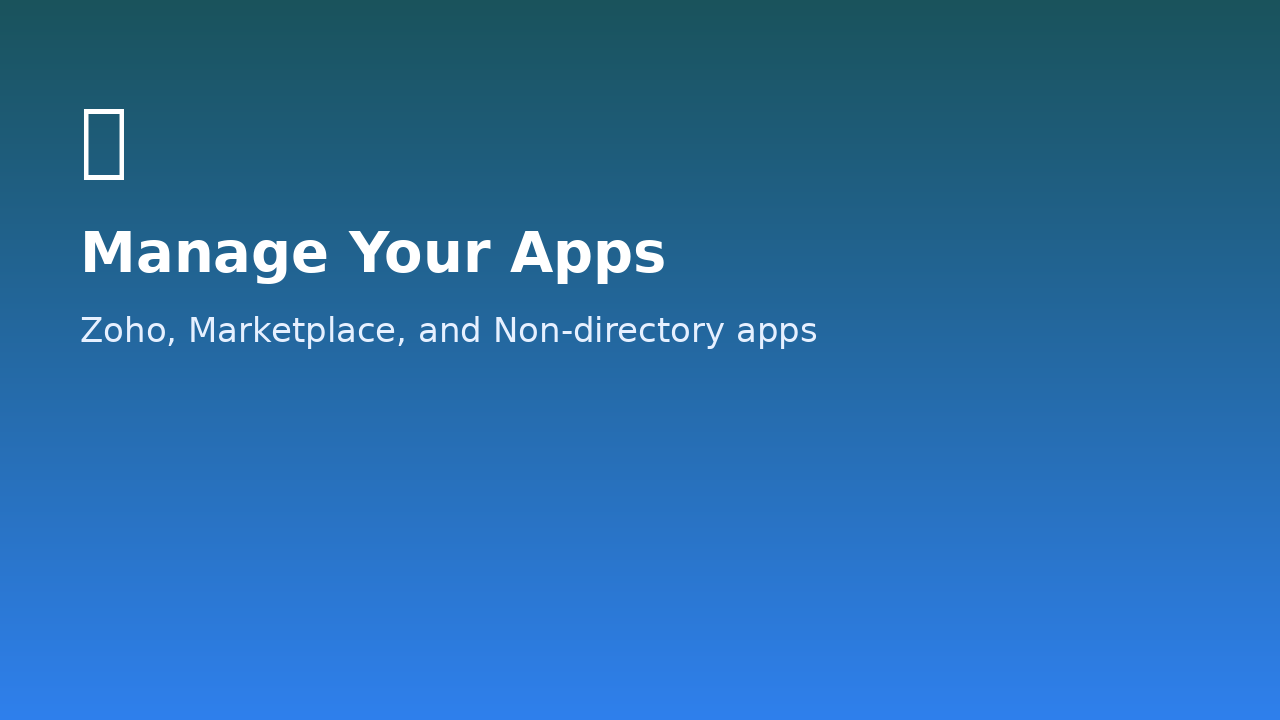 Manage Your Apps
Zoho, Marketplace, and Non-directory apps